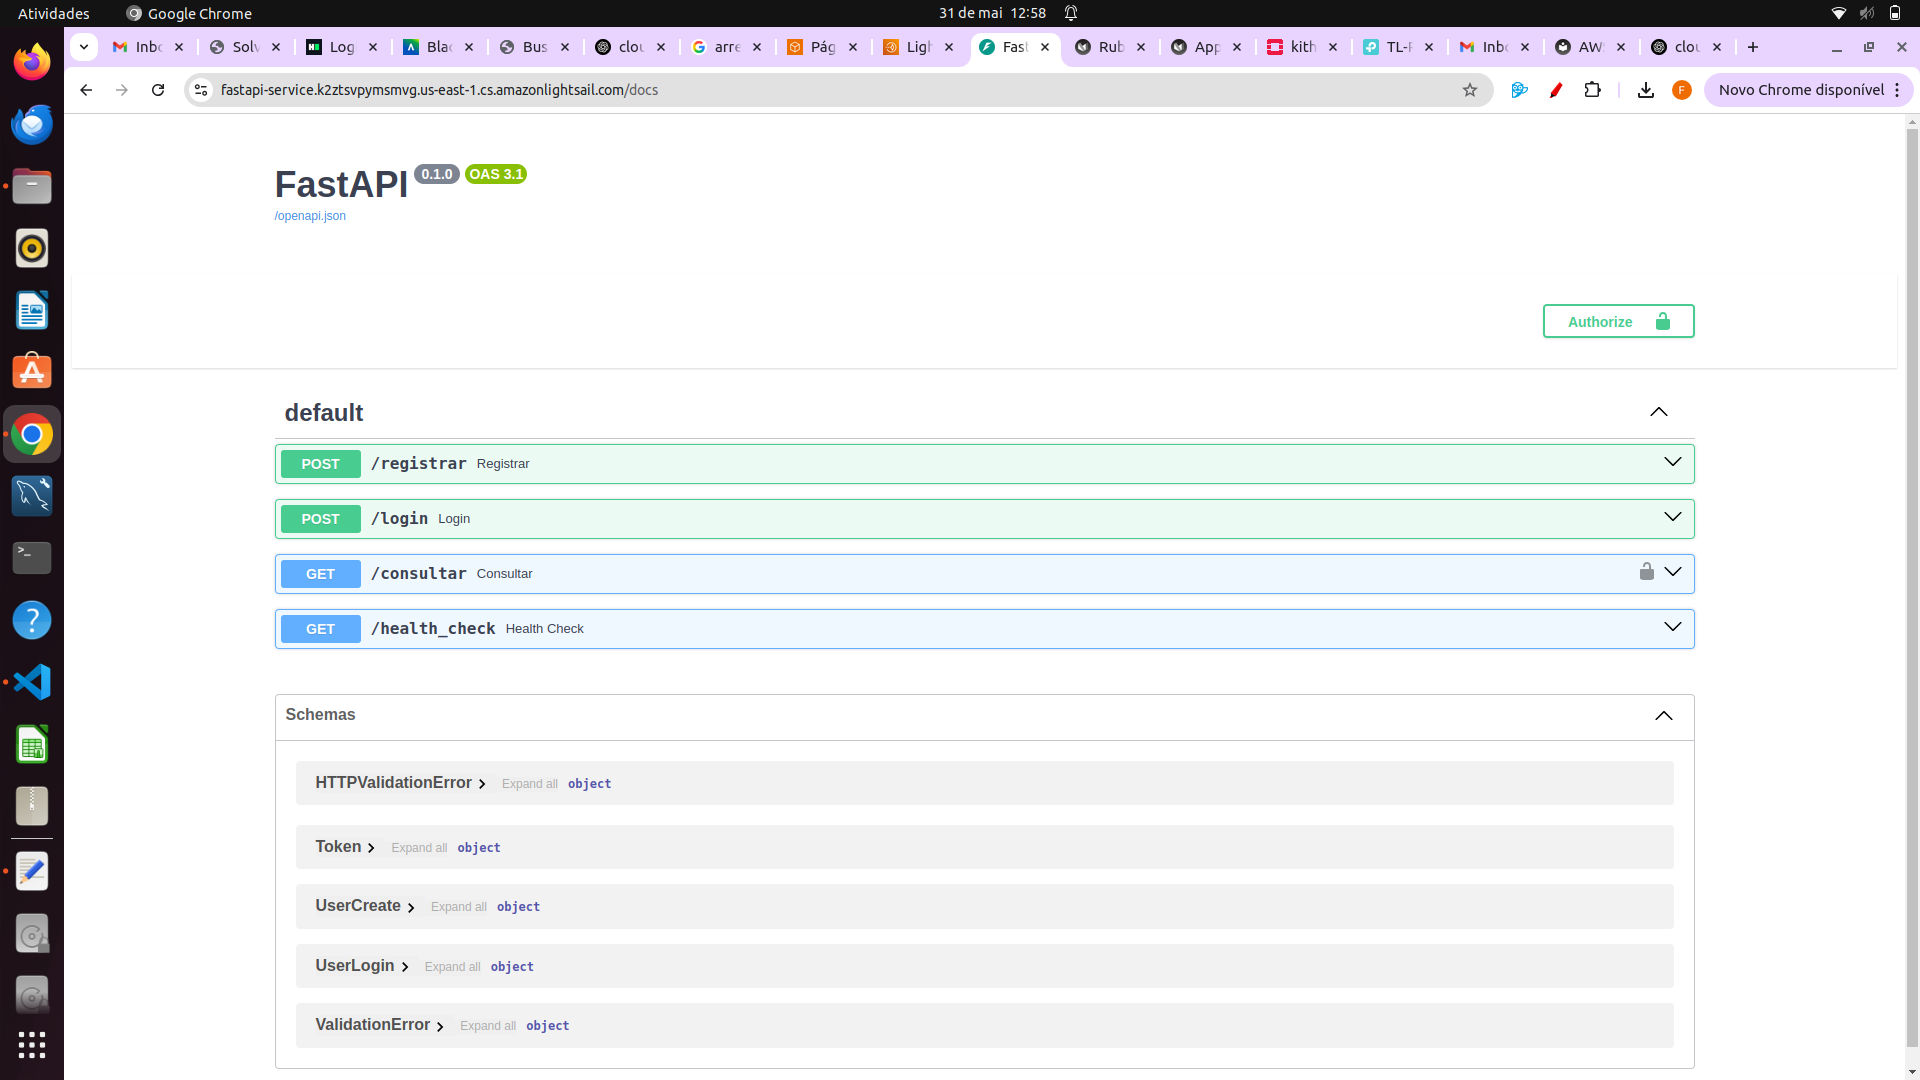 Atividades
Google Chrome
31 de mai 12:58
Inbo
Solv
Log
Blac
Bus
clou
arre
Pág
Ligh
Fast
Rub
App
kith
TL-F
Inbo
AWS
clou
fastapi-service.k2ztsvpymsmvg.us-east-1.cs.amazonlightsail.com/docs
F
Novo Chrome disponível
FastAPI 0.1.0 OAS 3.1
/openapi.json
Authorize
default
POST /registrar Registrar
POST /login Login
GET /consultar Consultar
GET /health_check Health Check
Schemas
HTTPValidationError Expand all object
Token Expand all object
UserCreate Expand all object
UserLogin Expand all object
ValidationError Expand all object